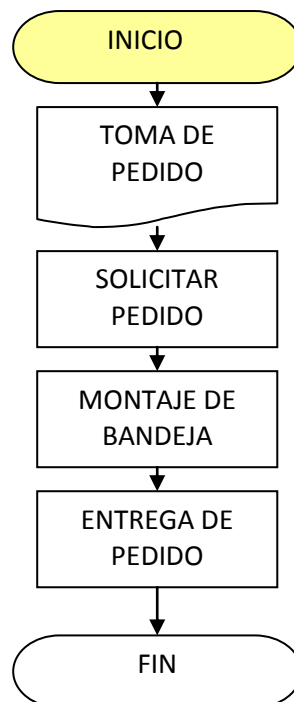 INICIO
TOMA DE
PEDIDO
SOLICITAR
PEDIDO
MONTAJE DE
BANDEJA
ENTREGA DE
PEDIDO
FIN